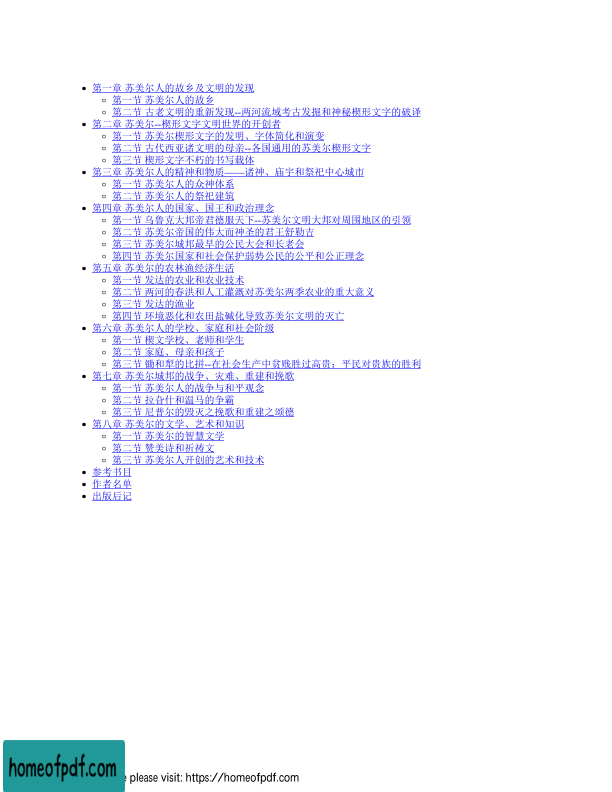 第一章 苏美尔人的故乡及文明的发现
第一节 苏美尔人的故乡
第二节 古老文明的重新发现--两河流域考古发掘和神秘楔形文字的破译
第二章 苏美尔--楔形文字文明世界的开创者
第一节 苏美尔楔形文字的发明、字体简化和演变
第二节 古代西亚诸文明的母亲--各国通用的苏美尔楔形文字
第三节 楔形文字不朽的书写载体
第三章 苏美尔人的精神和物质——诸神、庙宇和祭祀中心城市
第一节 苏美尔人的众神体系
第二节 苏美尔人的祭祀建筑
第四章 苏美尔人的国家、国王和政治理念
第一节 乌鲁克大邦帝君德服天下--苏美尔文明大邦对周围地区的引领
第二节 苏美尔帝国的伟大而神圣的君王舒勒吉
第三节 苏美尔城邦最早的公民大会和长老会
第四节 苏美尔国家和社会保护弱势公民的公平和公正理念
第五章 苏美尔的农林渔经济生活
第一节 发达的农业和农业技术
第二节 两河的春洪和人工灌溉对苏美尔两季农业的重大意义
第三节 发达的渔业
第四节 环境恶化和农田盐碱化导致苏美尔文明的灭亡
第六章 苏美尔人的学校、家庭和社会阶级
第一节 楔文学校、老师和学生
第二节 家庭、母亲和孩子
第三节 锄和犁的比拼--在社会生产中贫贱胜过高贵：平民对贵族的胜利
第七章 苏美尔城邦的战争、灾难、重建和挽歌
第一节 苏美尔人的战争与和平观念
第二节 拉旮什和温马的争霸
第三节 尼普尔的毁灭之挽歌和重建之颂德
第八章 苏美尔的文学、艺术和知识
第一节 苏美尔的智慧文学
第二节 赞美诗和祈祷文
第三节 苏美尔人开创的艺术和技术
参考书目
作者名单
出版后记
homeofpdf.com
please visit: https://homeofpdf.com